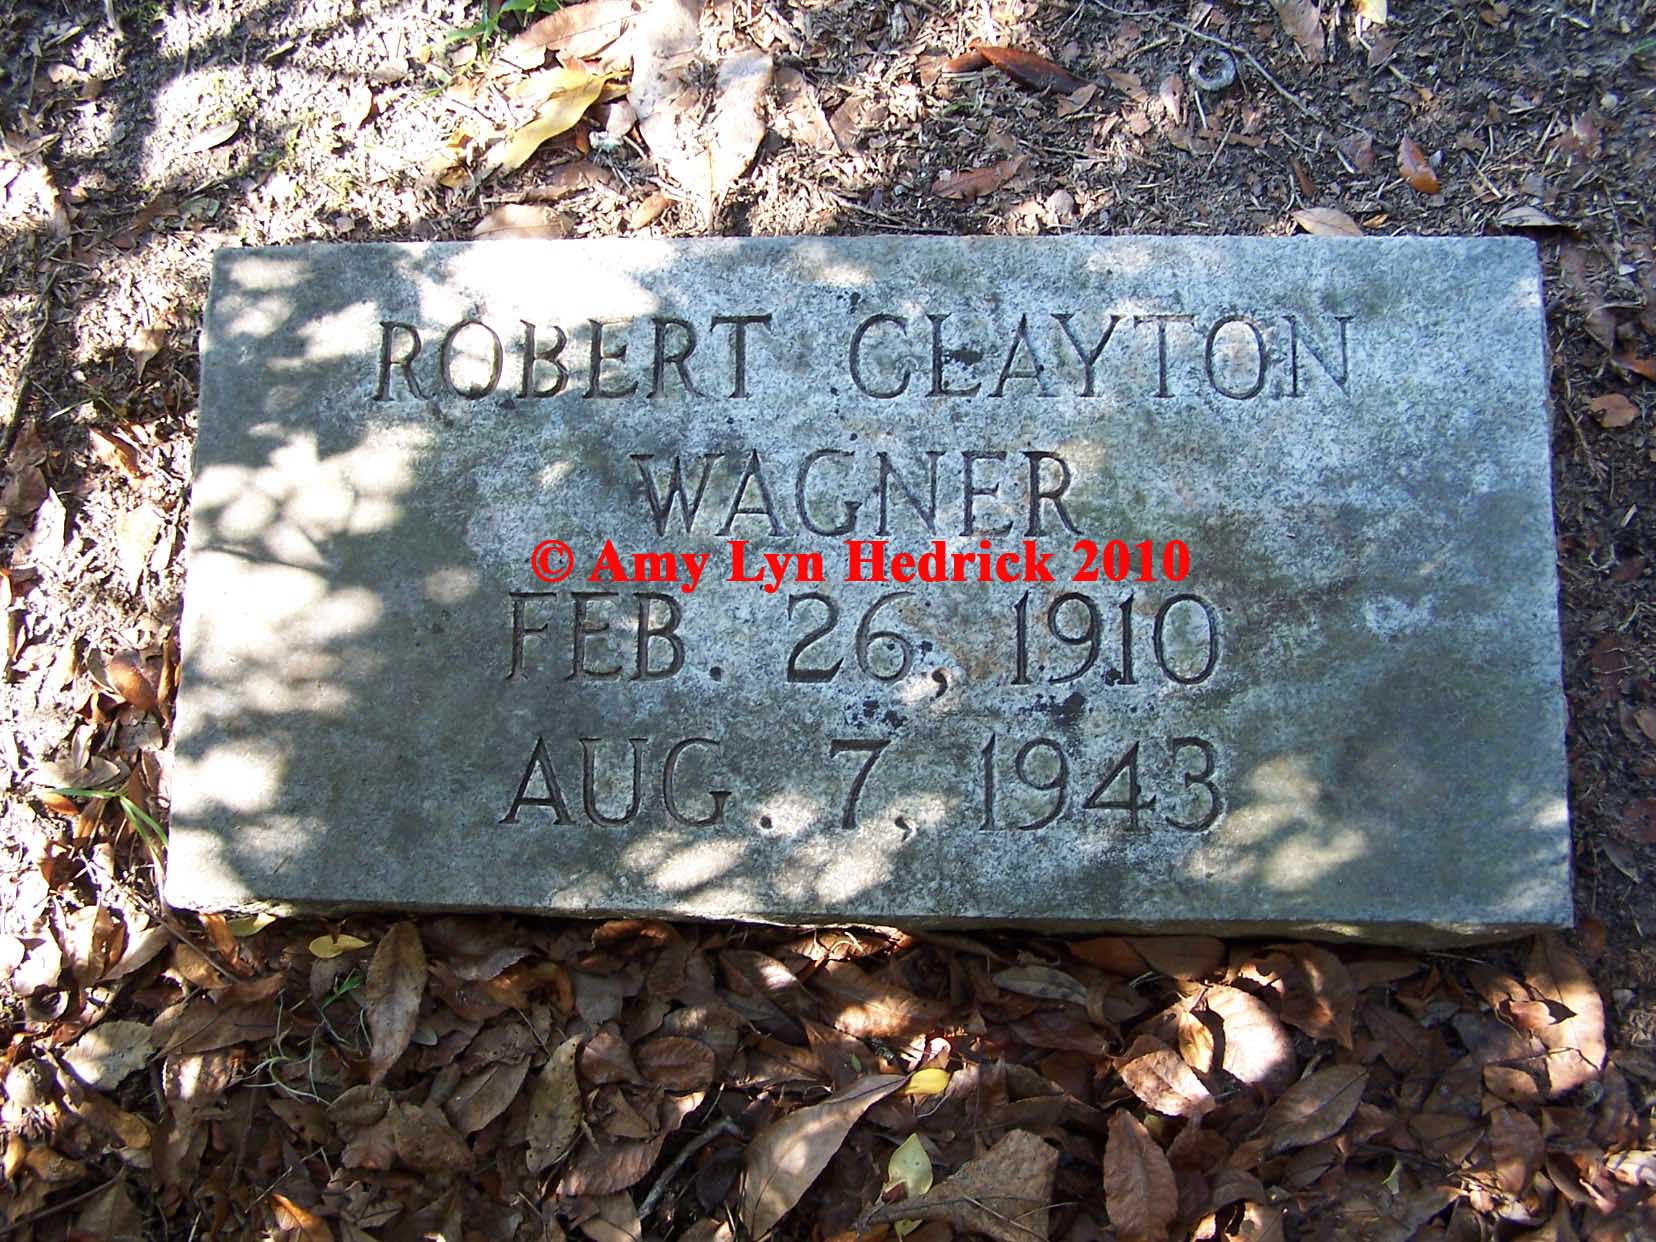 ROBERT CLAYTON
WAGNER
© Amy Lyn Hedrick 2010
FEB. 26, 1910
AUG. 7, 1943